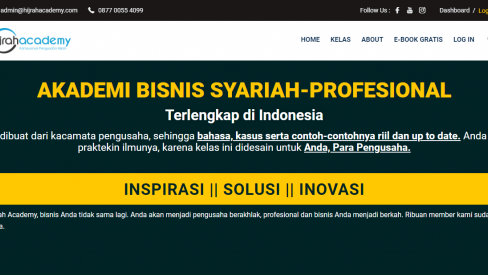 admin@hijrahacademy.com 0877 0055 4099 Follow Us : Dashboard / Log
jrahacademy
HOME KELAS ABOUT E-BOOK GRATIS LOG IN
AKADEMI BISNIS SYARIAH-PROFESIONAL
Terlengkap di Indonesia
dibuat dari kacamata pengusaha, sehingga bahasa, kasus serta contoh-contohnya riil dan up to date. Anda
praktekin ilmunya, karena kelas ini didesain untuk Anda, Para Pengusaha.
INSPIRASI || SOLUSI || INOVASI
ah Academy, bisnis Anda tidak sama lagi. Anda akan menjadi pengusaha berakhlak, profesional dan bisnis Anda menjadi berkah. Ribuan member kami suda
a.